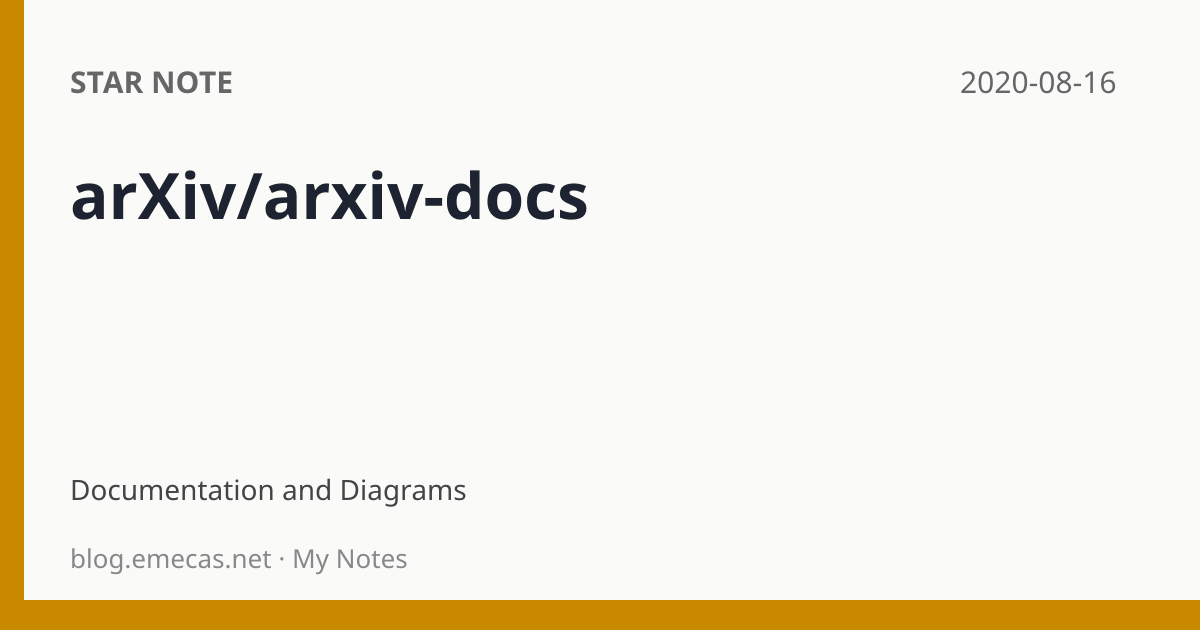 STAR NOTE
2020-08-16
arXiv/arxiv-docs
Documentation and Diagrams
blog.emecas.net · My Notes